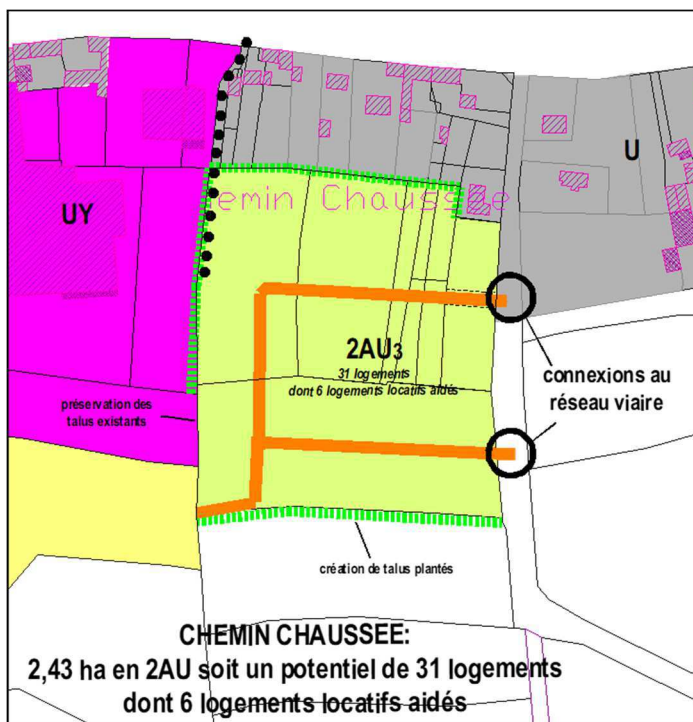 U
UY
Chemin Chaussee
2AU3
31 logements
dont 6 logements locatifs aidés
connexions au
réseau viaire
préservation des
talus existants
création de talus plantés
CHEMIN CHAUSSEE:
2,43 ha en 2AU soit un potentiel de 31 logements
dont 6 logements locatifs aidés